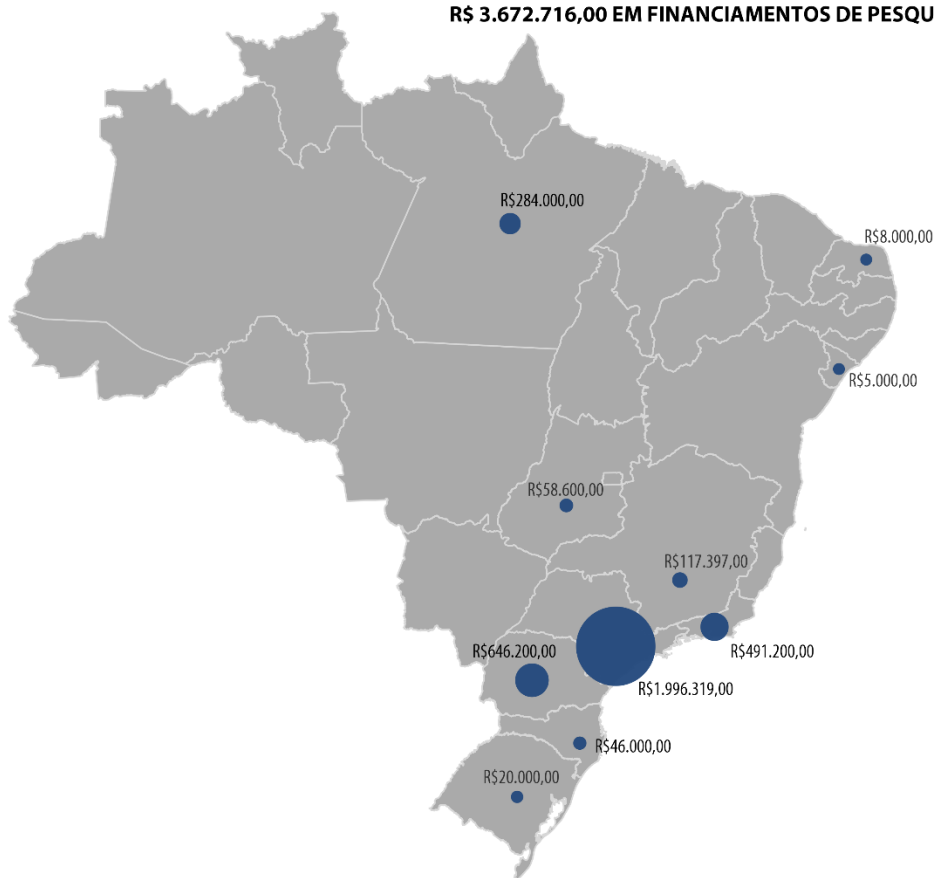 R$ 3.672.716,00 EM FINANCIAMENTOS DE PESQU
R$284.000,00
R$8.000,00
R$5.000,00
R$58.600,00
R$117.397,00
R$646.200,00
R$491.200,00
R$1.996.319,00
R$46.000,00
R$20.000,00